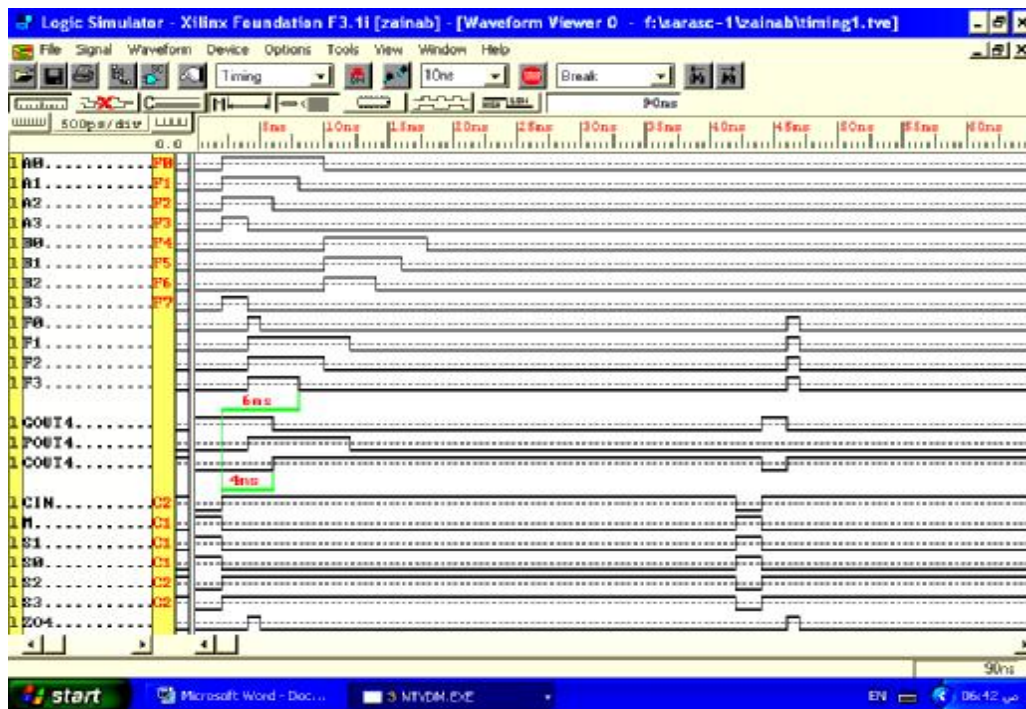 Logic Simulator - Xilinx Foundation F3.1i [zainab] - [Waveform Viewer 0 - f:\sarasc~1\zainab\timing1.tve]
File Signal Waveform Device Options Tools View Window Help
Timing 10ns Break
90ns
500ps/div
0.0
5ns 10ns 15ns 20ns 25ns 30ns 35ns 40ns 45ns 50ns 55ns 60ns
A0 F0
A1 F1
A2 F2
A3 F3
B0 F4
B1 F5
B2 F6
B3 F7
F0
F1
F2
F3
6ns
GOUT4
POUT4
COUT4
4ns
CIN C2
M C1
S1 C1
S0 C1
S2 C2
S3 C2
ZO4
90ns
start Microsoft Word - Doc... 3 NTVDM.EXE EN 06:42 ص